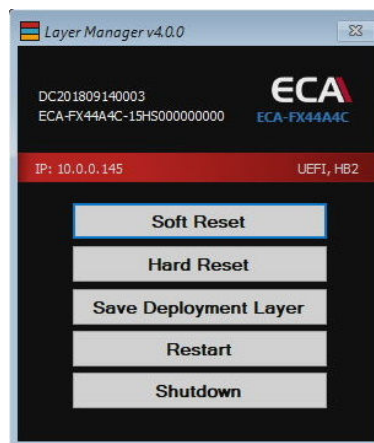 Layer Manager v4.0.0
DC201809140003
ECA-FX44A4C-15HS000000000
ECA
ECA-FX44A4C
IP: 10.0.0.145
UEFI, HB2
Soft Reset
Hard Reset
Save Deployment Layer
Restart
Shutdown